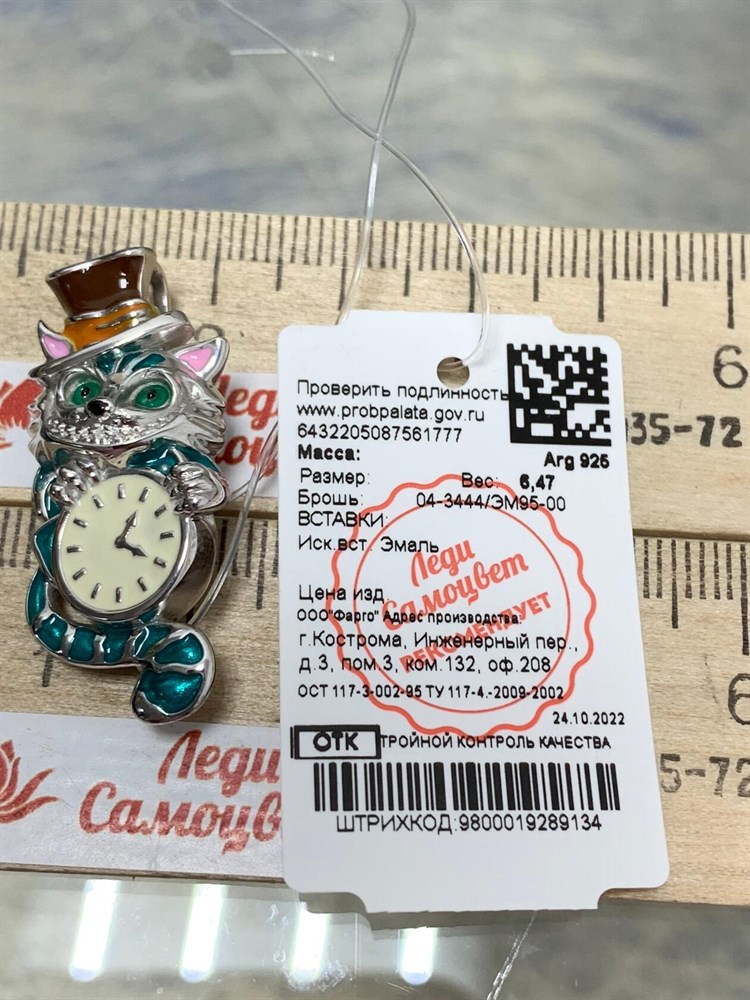 Проверить подлинность
www.probpalata.gov.ru
6432205087561777
Масса:
Arg 925
Размер: Вес: 6,47
Брошь: 04-3444/ЭМ95-00
ВСТАВКИ:
Иск.вст. Эмаль
Леди
Самоцвет
РЕКОМЕНДУЕТ
Цена изд.
ООО"Фарго" Адрес производства:
г.Кострома, Инженерный пер.,
д.3, пом.3, ком.132, оф.208
ОСТ 117-3-002-95 ТУ 117-4.-2009-2002
24.10.2022
ОТК ТРОЙНОЙ КОНТРОЛЬ КАЧЕСТВА
ШТРИХКОД:9800019289134
6
35-72
6
5-72
Леди
Самоцв